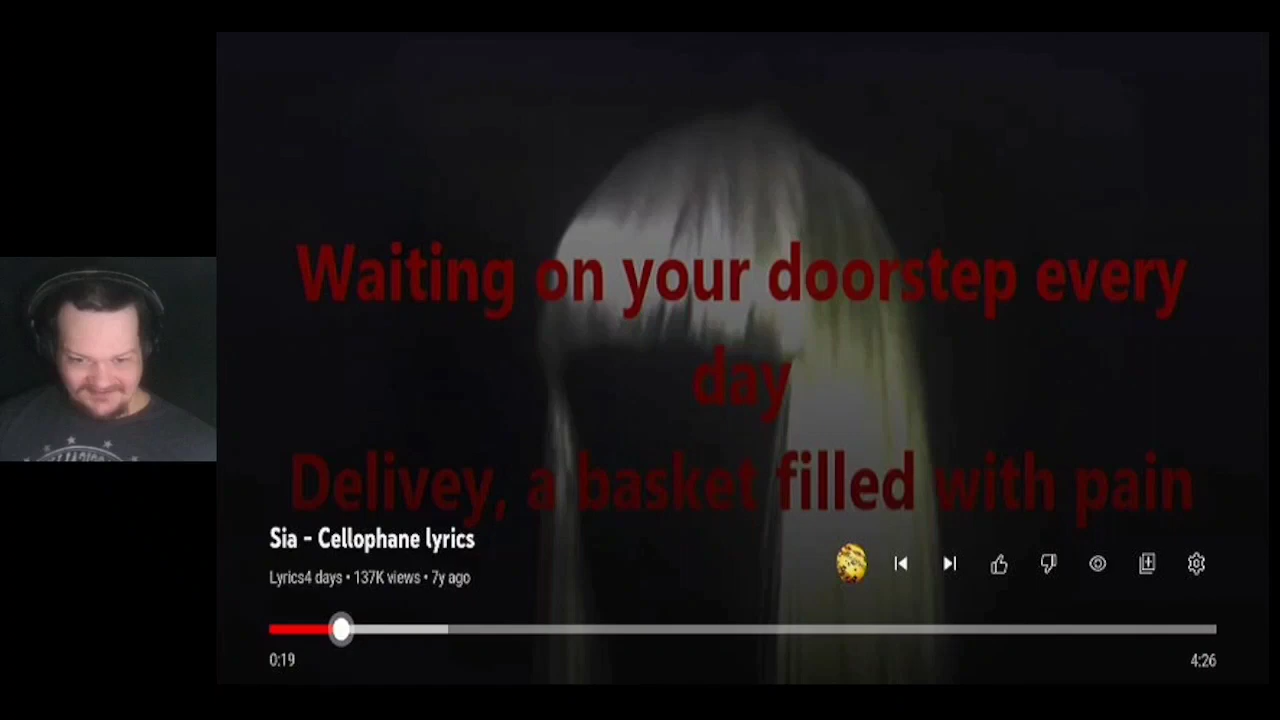 Waiting on your doorstep every
day
Delivey, a basket filled with pain
Sia - Cellophane lyrics
Lyrics4 days • 137K views • 7y ago
0:19
4:26